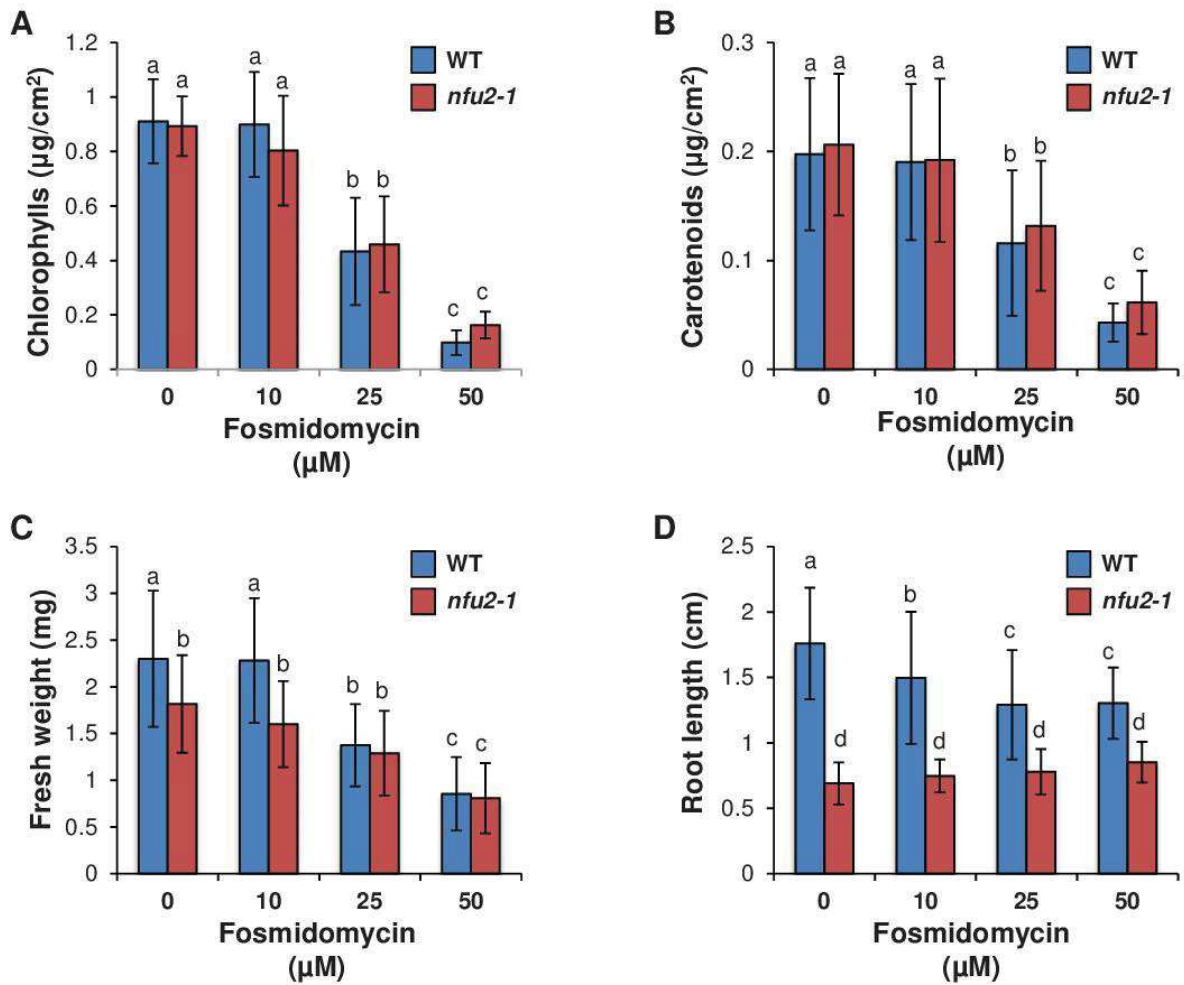 A
Chlorophylls (µg/cm²)
1.2
1
0.8
0.6
0.4
0.2
0
a a a a b b c c
WT
nfu2-1
0 10 25 50
Fosmidomycin
(µM)
B
Carotenoids (µg/cm²)
0.3
0.2
0.1
0
a a a a b b c c
WT
nfu2-1
0 10 25 50
Fosmidomycin
(µM)
C
Fresh weight (mg)
3.5
3
2.5
2
1.5
1
0.5
0
a b a b b b c c
WT
nfu2-1
0 10 25 50
Fosmidomycin
(µM)
D
Root length (cm)
2.5
2
1.5
1
0.5
0
a d b d c d c d
WT
nfu2-1
0 10 25 50
Fosmidomycin
(µM)